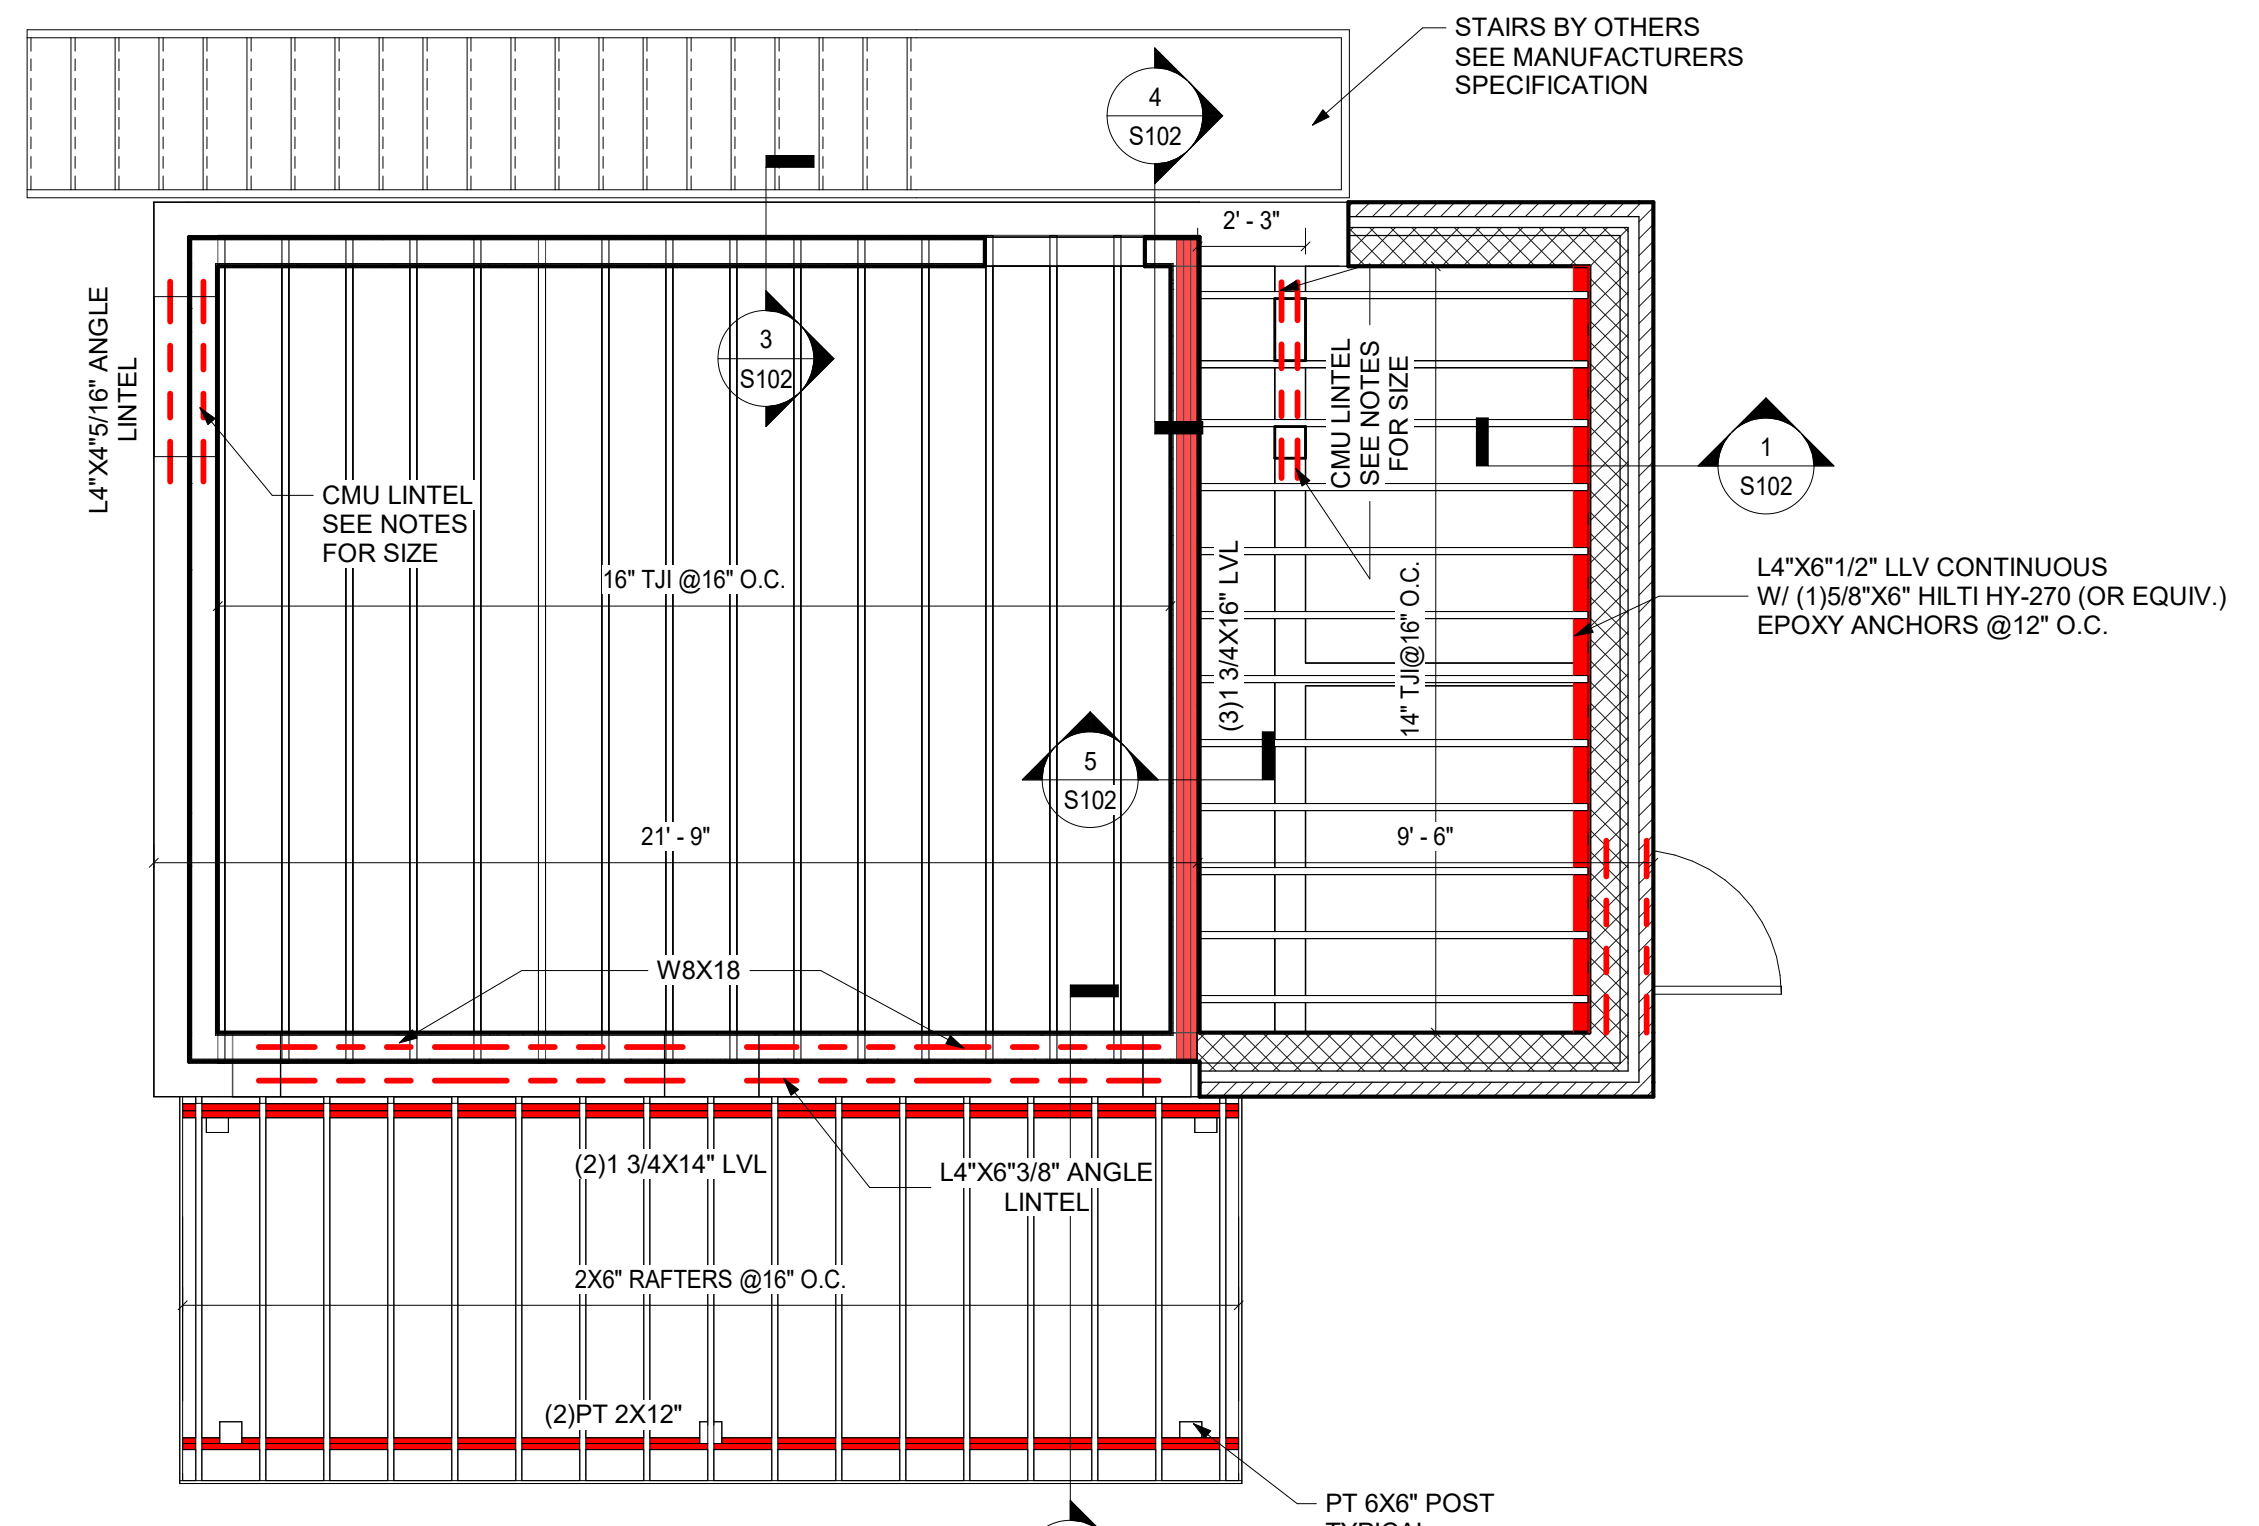 STAIRS BY OTHERS
SEE MANUFACTURERS
SPECIFICATION
4
S102
2' - 3"
3
S102
L4"X4"5/16" ANGLE
LINTEL
CMU LINTEL
SEE NOTES
FOR SIZE
CMU LINTEL
SEE NOTES
FOR SIZE
1
S102
16" TJI @16" O.C.
(3)1 3/4X16" LVL
14" TJI@16" O.C.
L4"X6"1/2" LLV CONTINUOUS
W/ (1)5/8"X6" HILTI HY-270 (OR EQUIV.)
EPOXY ANCHORS @12" O.C.
5
S102
21' - 9"
9' - 6"
W8X18
(2)1 3/4X14" LVL
L4"X6"3/8" ANGLE
LINTEL
2X6" RAFTERS @16" O.C.
(2)PT 2X12"
PT 6X6" POST
TYPICAL